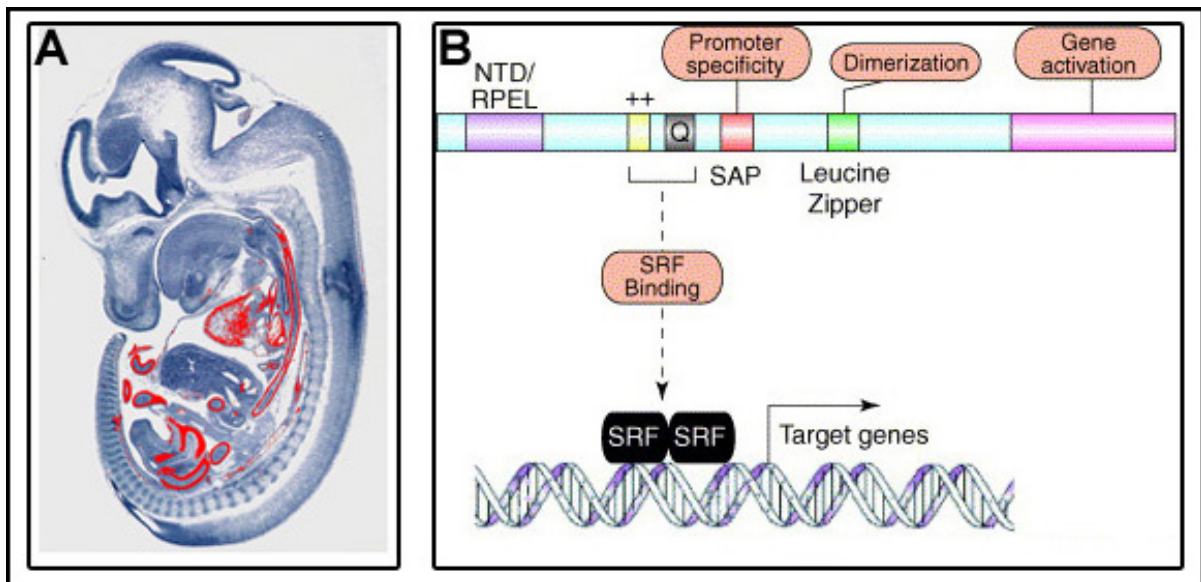 A
B
Promoter
specificity
Dimerization
Gene
activation
NTD/
RPEL
++
Q
SAP
Leucine
Zipper
SRF
Binding
SRF SRF
Target genes